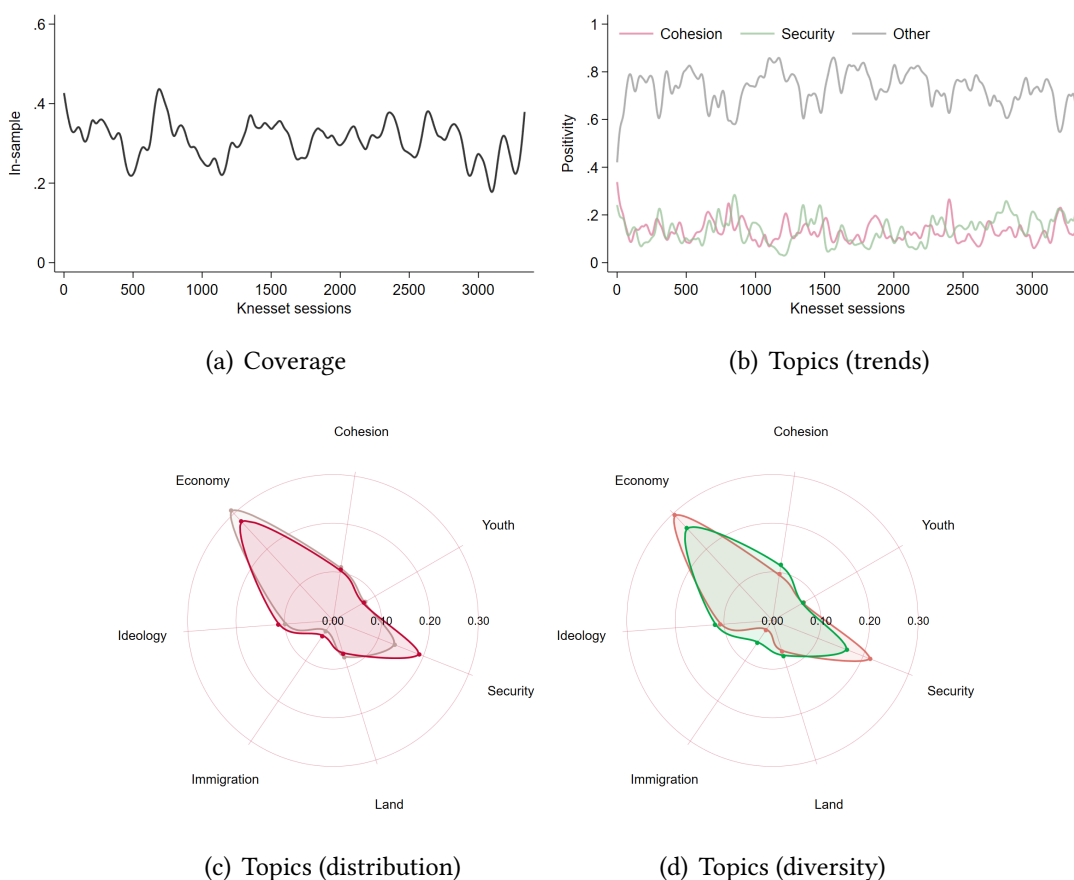 In-sample
.6
.4
.2
0
0 500 1000 1500 2000 2500 3000
Knesset sessions
(a) Coverage
Cohesion Security Other
Positivity
1
.8
.6
.4
.2
0
0 500 1000 1500 2000 2500 3000
Knesset sessions
(b) Topics (trends)
Cohesion
Economy
Youth
0.00 0.10 0.20 0.30
Ideology
Security
Immigration
Land
(c) Topics (distribution)
Cohesion
Economy
Youth
0.00 0.10 0.20 0.30
Ideology
Security
Immigration
Land
(d) Topics (diversity)